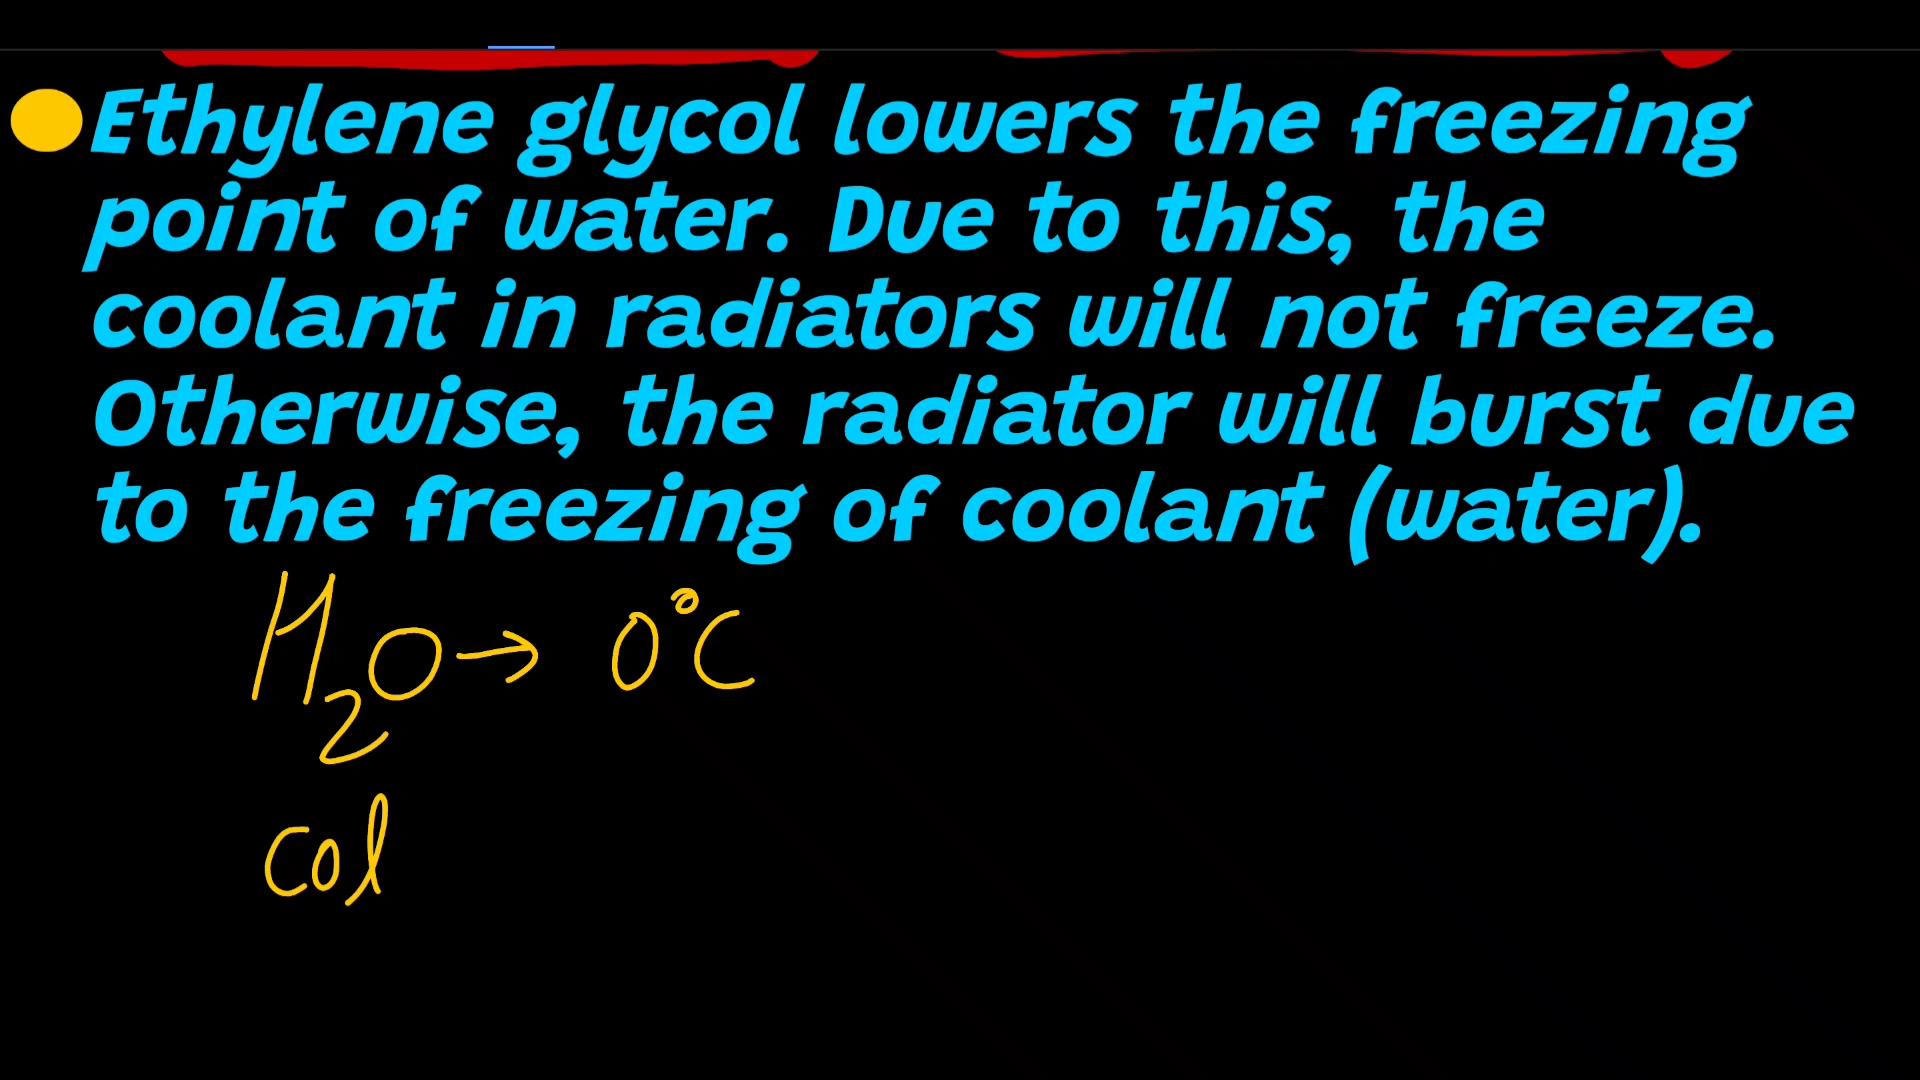 Ethylene glycol lowers the freezing
point of water. Due to this, the
coolant in radiators will not freeze.
Otherwise, the radiator will burst due
to the freezing of coolant (water).
H₂O → 0°C
col